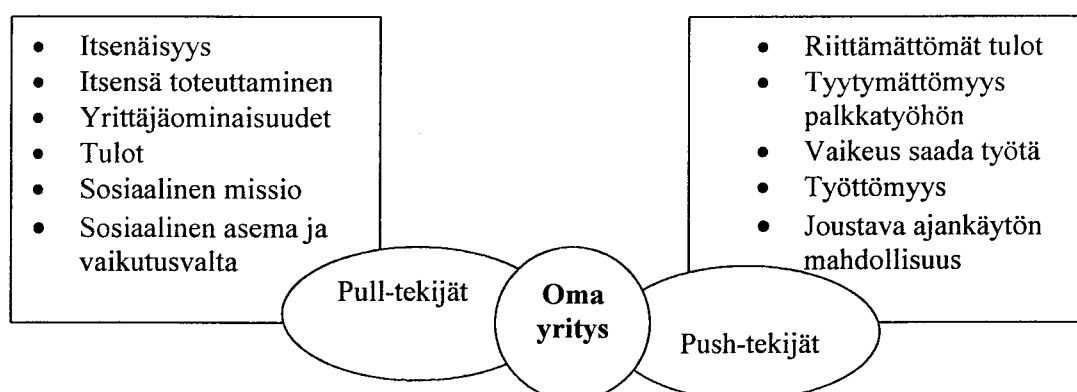 • Itsenäisyys
• Itsensä toteuttaminen
• Yrittäjäominaisuudet
• Tulot
• Sosiaalinen missio
• Sosiaalinen asema ja
vaikutusvalta
• Riittämättömät tulot
• Tyytymättömyys
palkkatyöhön
• Vaikeus saada työtä
• Työttömyys
• Joustava ajankäytön
mahdollisuus
Pull-tekijät
Oma
yritys
Push-tekijät